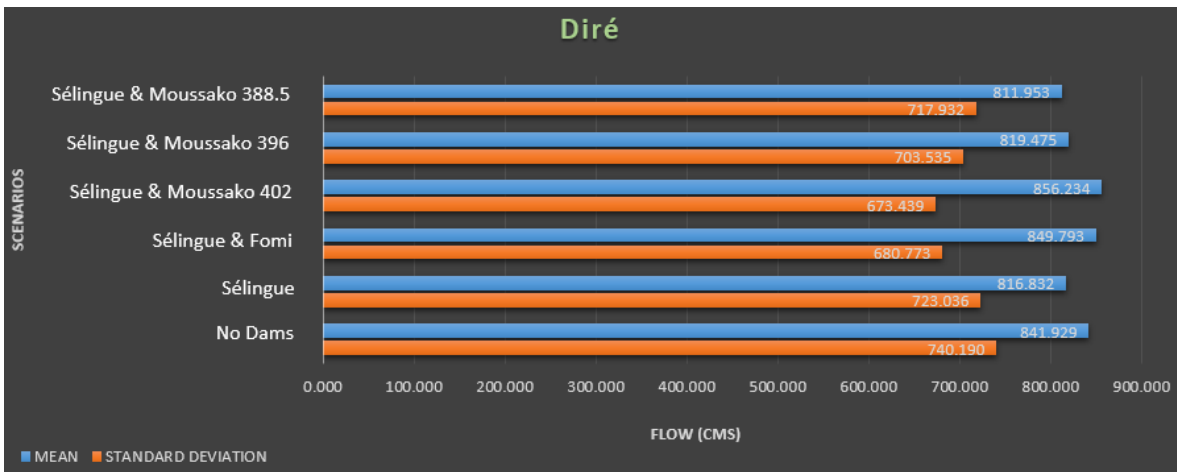 Diré
SCENARIOS
Sélingue & Moussako 388.5
811.953
717.932
Sélingue & Moussako 396
819.475
703.535
Sélingue & Moussako 402
856.234
673.439
Sélingue & Fomi
849.793
680.773
Sélingue
816.832
723.036
No Dams
841.929
740.190
0.000 100.000 200.000 300.000 400.000 500.000 600.000 700.000 800.000 900.000
FLOW (CMS)
MEAN STANDARD DEVIATION